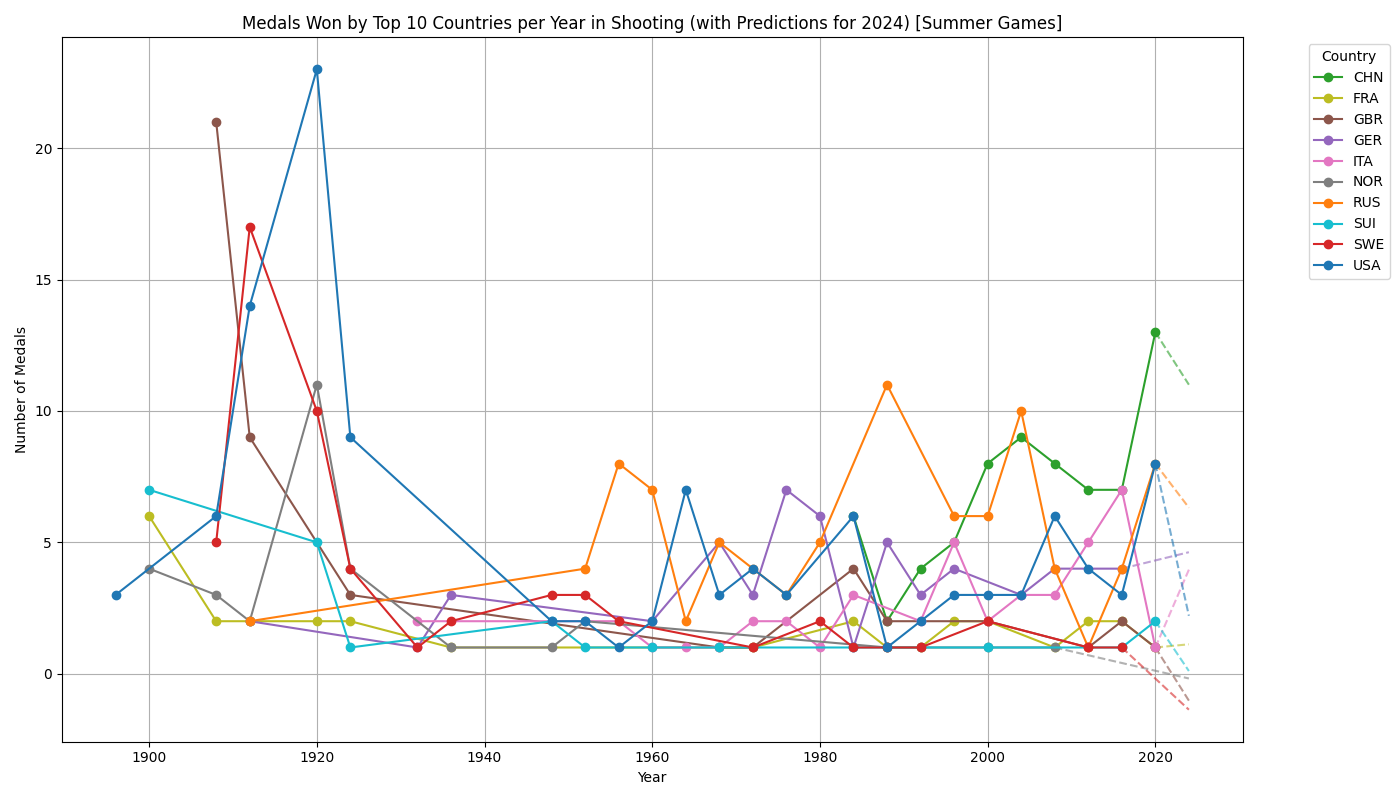 Medals Won by Top 10 Countries per Year in Shooting (with Predictions for 2024) [Summer Games]
Country
CHN
FRA
GBR
GER
ITA
NOR
RUS
SUI
SWE
USA
Number of Medals
20
15
10
5
0
1900 1920 1940 1960 1980 2000 2020
Year